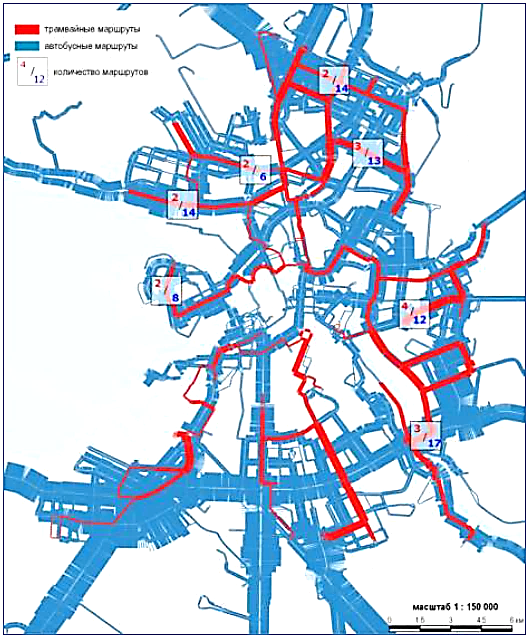 трамвайные маршруты
автобусные маршруты
4/12 количество маршрутов
2/14
3/13
2/6
2/14
2/8
4/12
3/17
масштаб 1 : 150 000
0 1.5 3 4.5 6 км